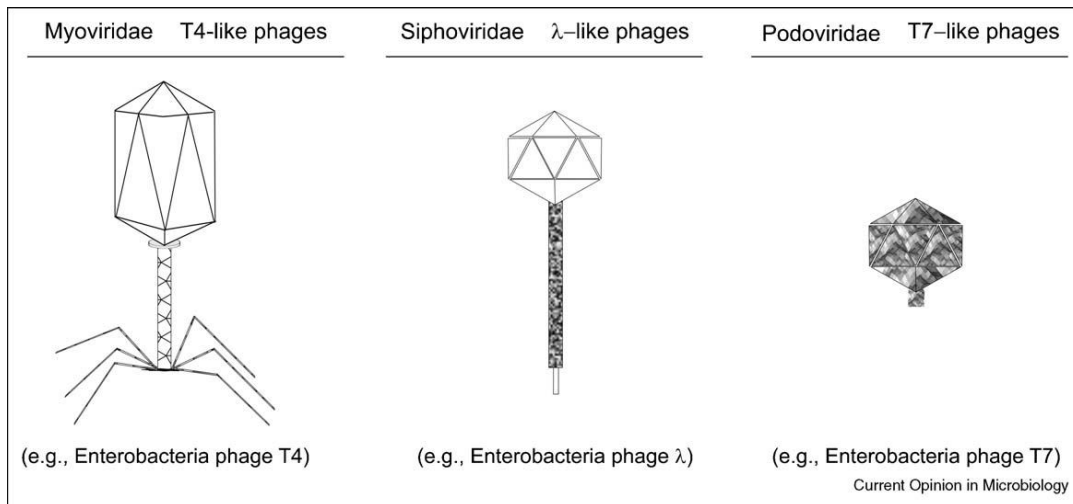 Myoviridae T4-like phages
Siphoviridae λ–like phages
Podoviridae T7–like phages
(e.g., Enterobacteria phage T4)
(e.g., Enterobacteria phage λ)
(e.g., Enterobacteria phage T7)
Current Opinion in Microbiology